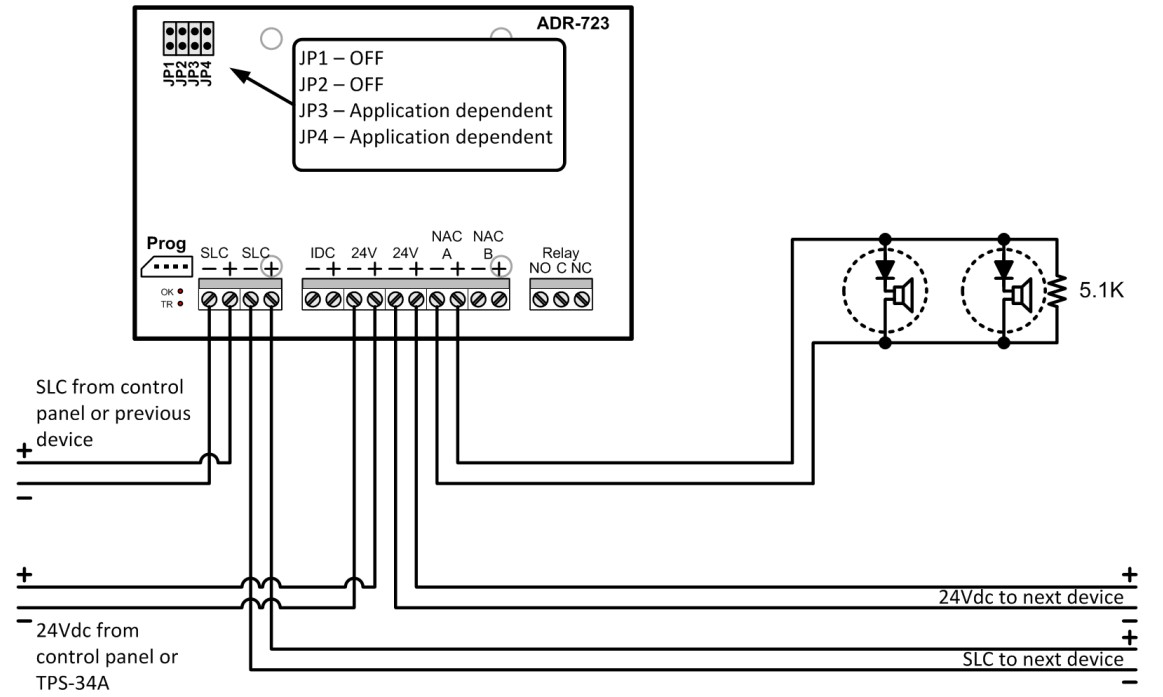 ADR-723
JP1
JP2
JP3
JP4
JP1 – OFF
JP2 – OFF
JP3 – Application dependent
JP4 – Application dependent
Prog
OK
TR
SLC SLC
– + – +
IDC 24V 24V NAC A NAC B
– + – + – + – + – +
Relay
NO C NC
5.1K
SLC from control
panel or previous
device
+
–
+
–
24Vdc from
control panel or
TPS-34A
+
24Vdc to next device
–
+
SLC to next device
–